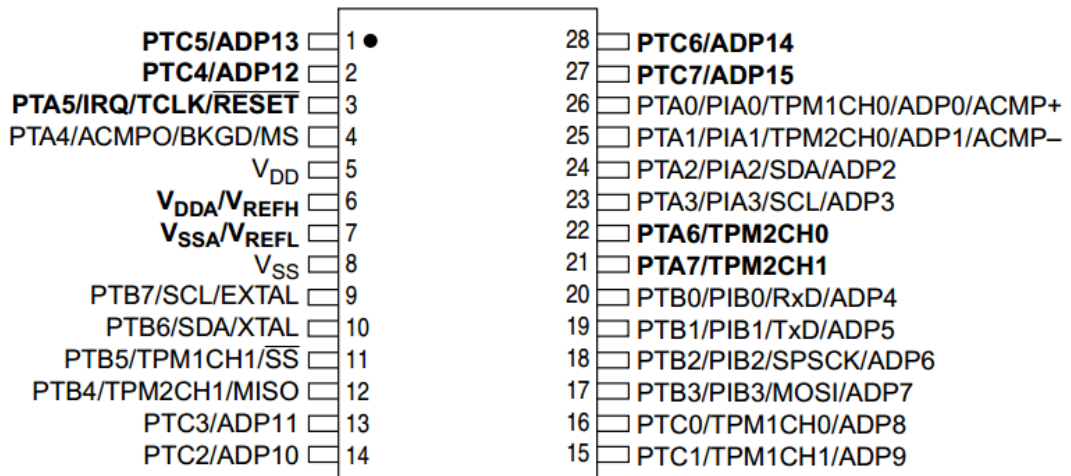 PTC5/ADP13 1 28 PTC6/ADP14
PTC4/ADP12 2 27 PTC7/ADP15
PTA5/IRQ/TCLK/RESET 3 26 PTA0/PIA0/TPM1CH0/ADP0/ACMP+
PTA4/ACMPO/BKGD/MS 4 25 PTA1/PIA1/TPM2CH0/ADP1/ACMP–
VDD 5 24 PTA2/PIA2/SDA/ADP2
VDDA/VREFH 6 23 PTA3/PIA3/SCL/ADP3
VSSA/VREFL 7 22 PTA6/TPM2CH0
VSS 8 21 PTA7/TPM2CH1
PTB7/SCL/EXTAL 9 20 PTB0/PIB0/RxD/ADP4
PTB6/SDA/XTAL 10 19 PTB1/PIB1/TxD/ADP5
PTB5/TPM1CH1/SS 11 18 PTB2/PIB2/SPSCK/ADP6
PTB4/TPM2CH1/MISO 12 17 PTB3/PIB3/MOSI/ADP7
PTC3/ADP11 13 16 PTC0/TPM1CH0/ADP8
PTC2/ADP10 14 15 PTC1/TPM1CH1/ADP9